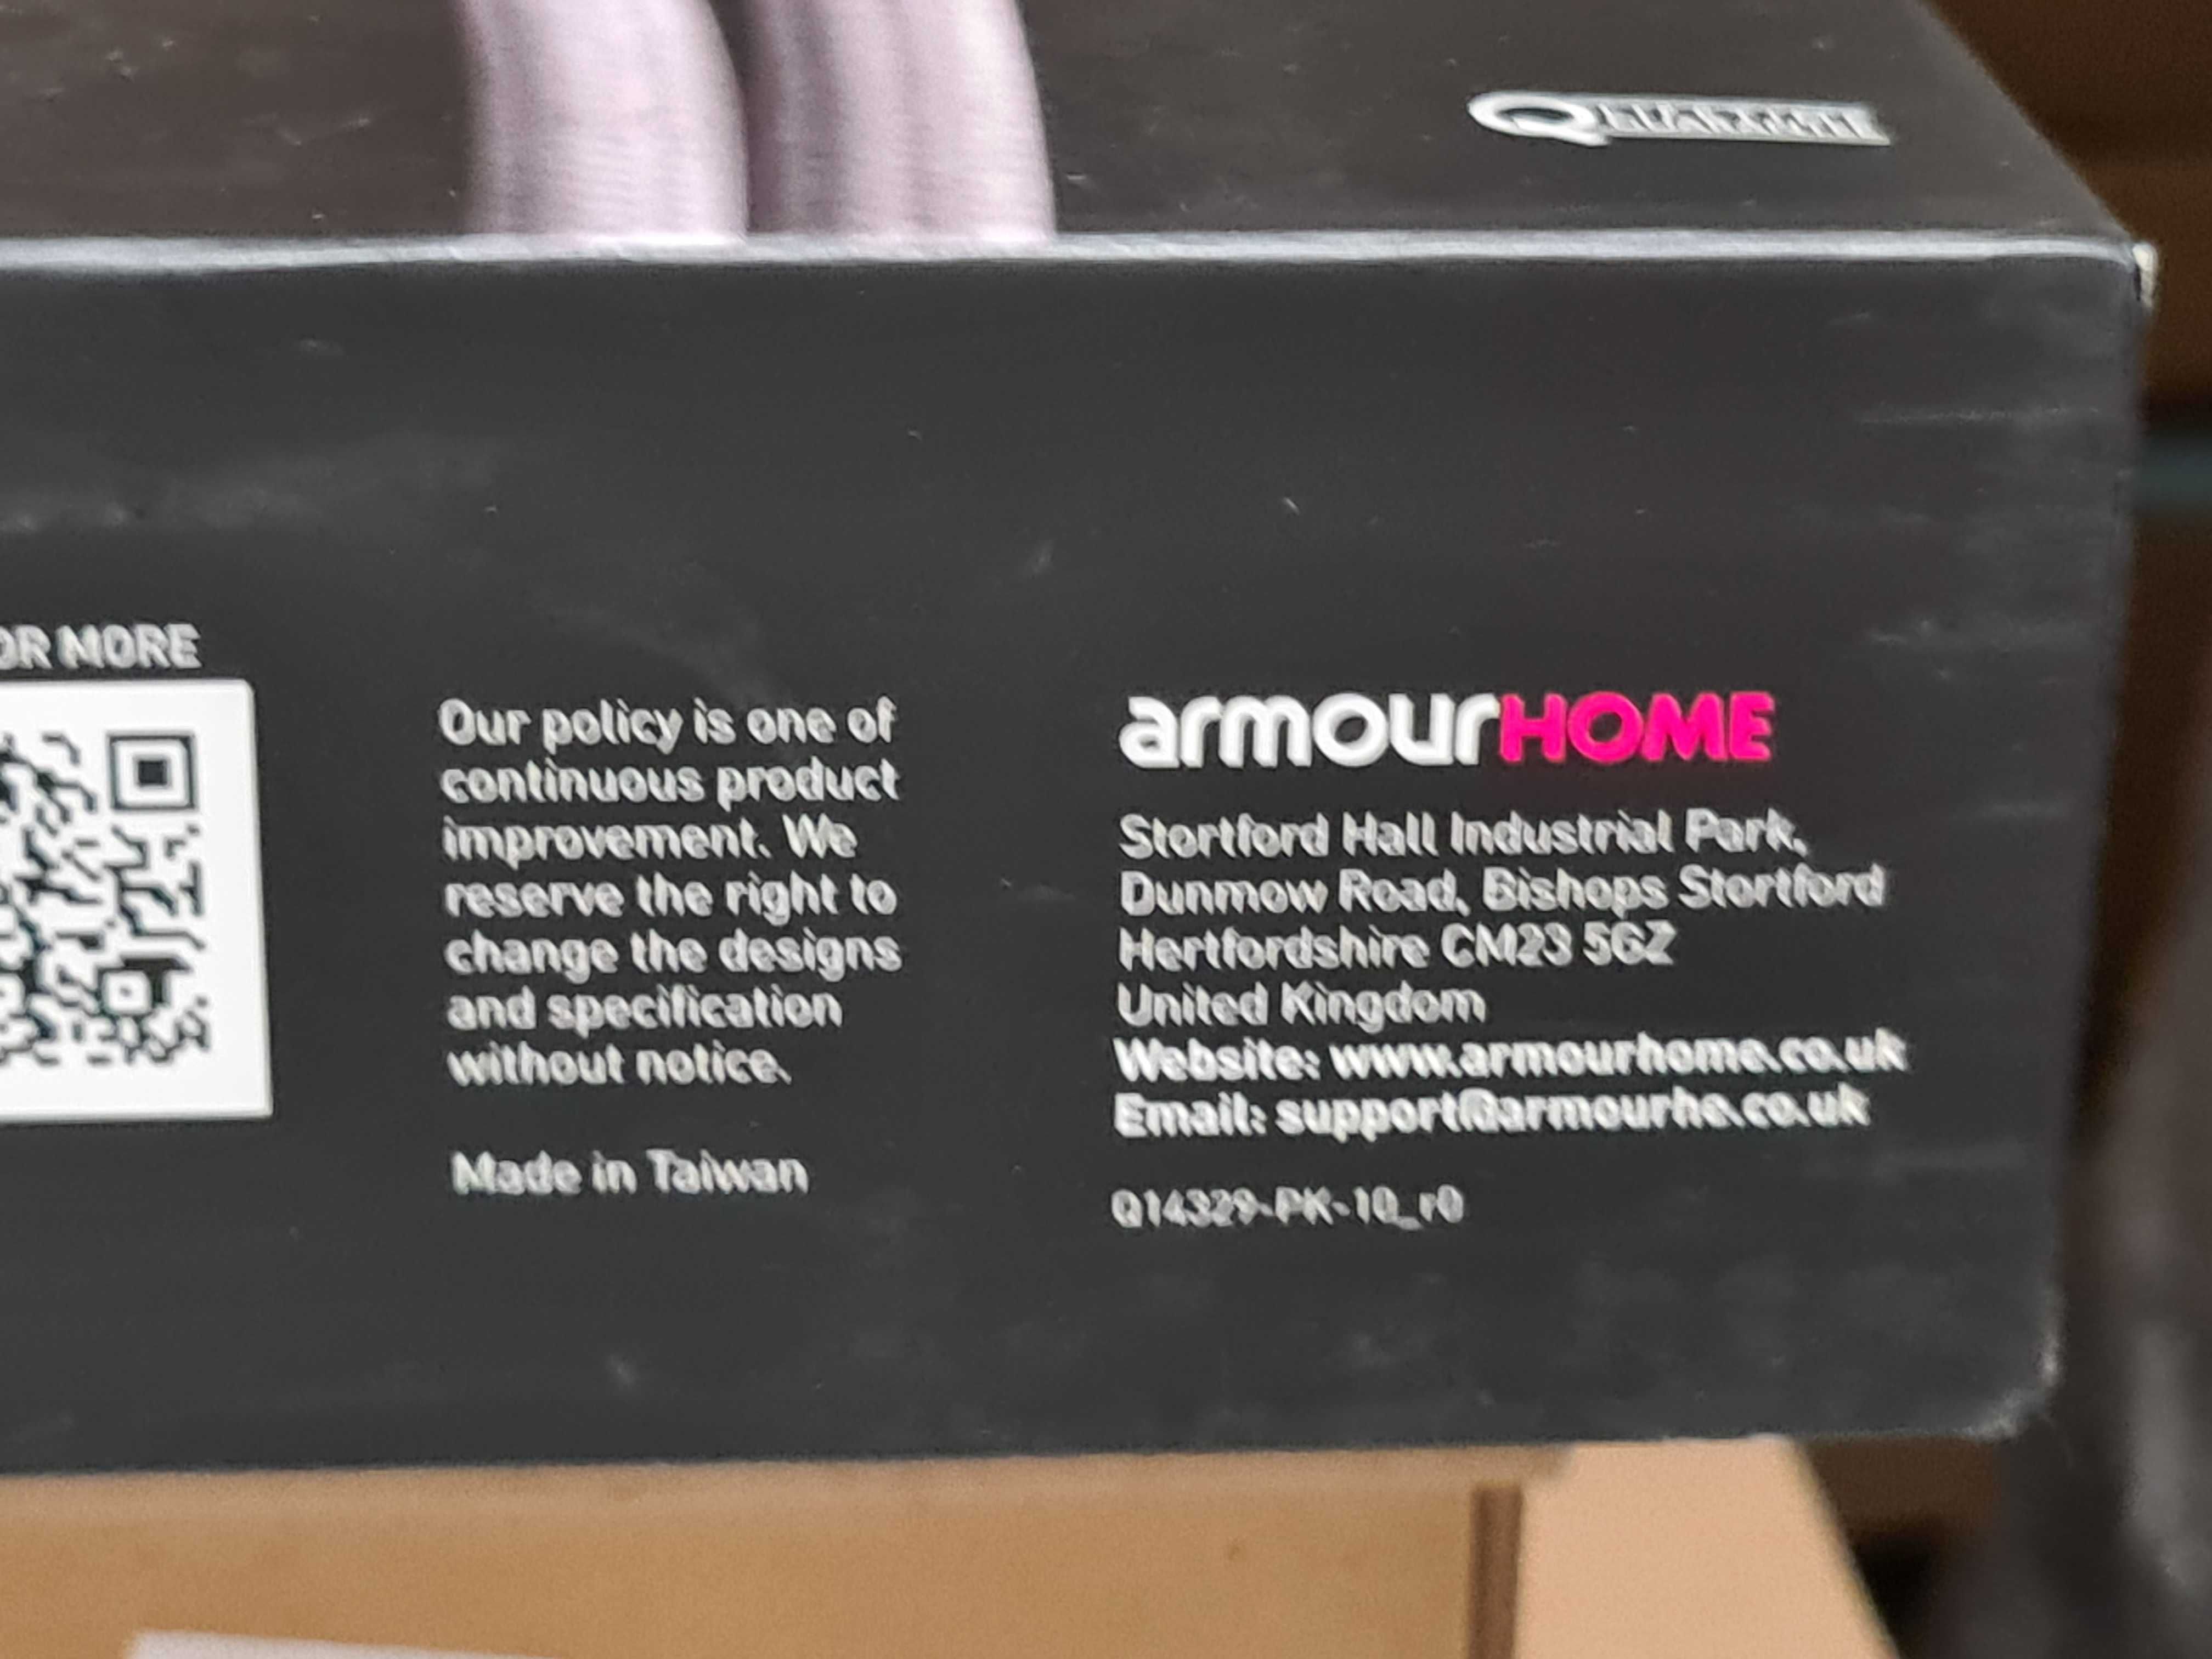 OR MORE
Our policy is one of
continuous product
improvement. We
reserve the right to
change the designs
and specification
without notice.
Made in Taiwan
armourHOME
Stortford Hall Industrial Park,
Dunmow Road, Bishops Stortford
Hertfordshire CM23 5GZ
United Kingdom
Website: www.armourhome.co.uk
Email: support@armourhe.co.uk
Q14329-PK-10_r0